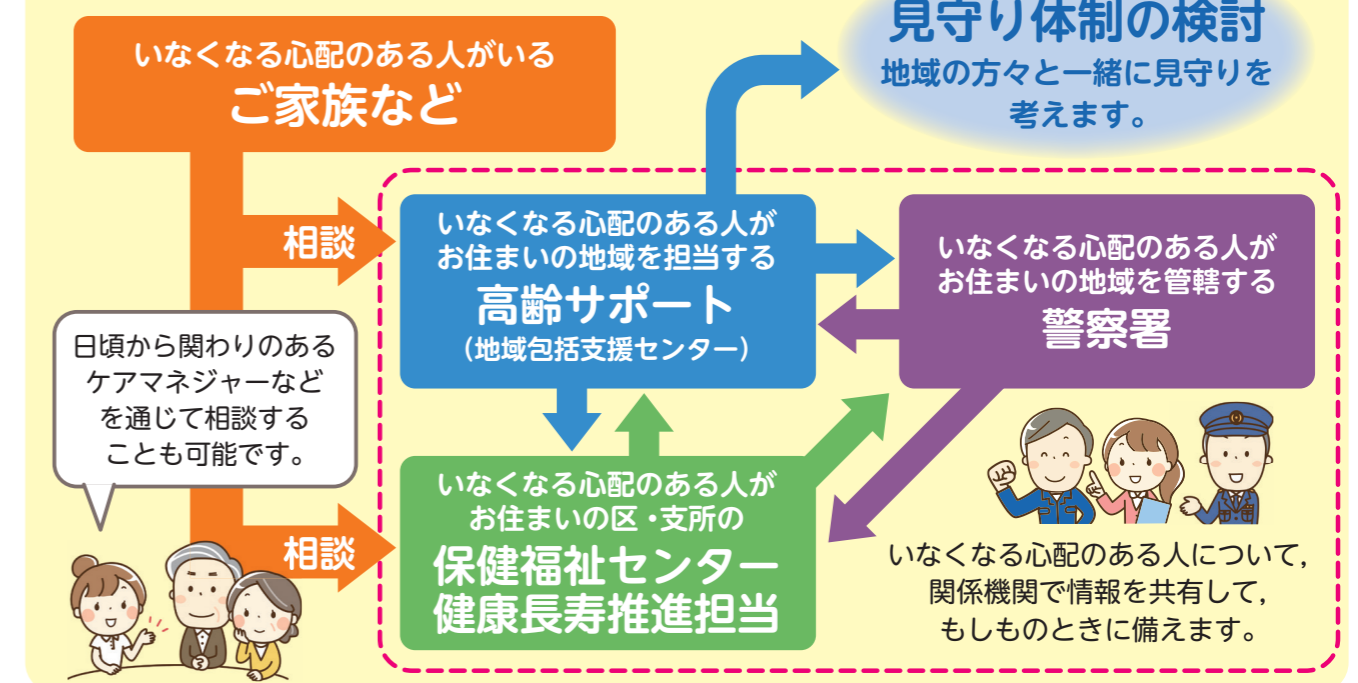 いなくなる心配のある人がいる
ご家族など
見守り体制の検討
地域の方々と一緒に見守りを
考えます。
相談
いなくなる心配のある人が
お住まいの地域を担当する
高齢サポート
（地域包括支援センター）
いなくなる心配のある人が
お住まいの地域を管轄する
警察署
日頃から関わりのある
ケアマネジャーなど
を通じて相談する
ことも可能です。
相談
いなくなる心配のある人が
お住まいの区・支所の
保健福祉センター
健康長寿推進担当
いなくなる心配のある人について，
関係機関で情報を共有して，
もしものときに備えます。